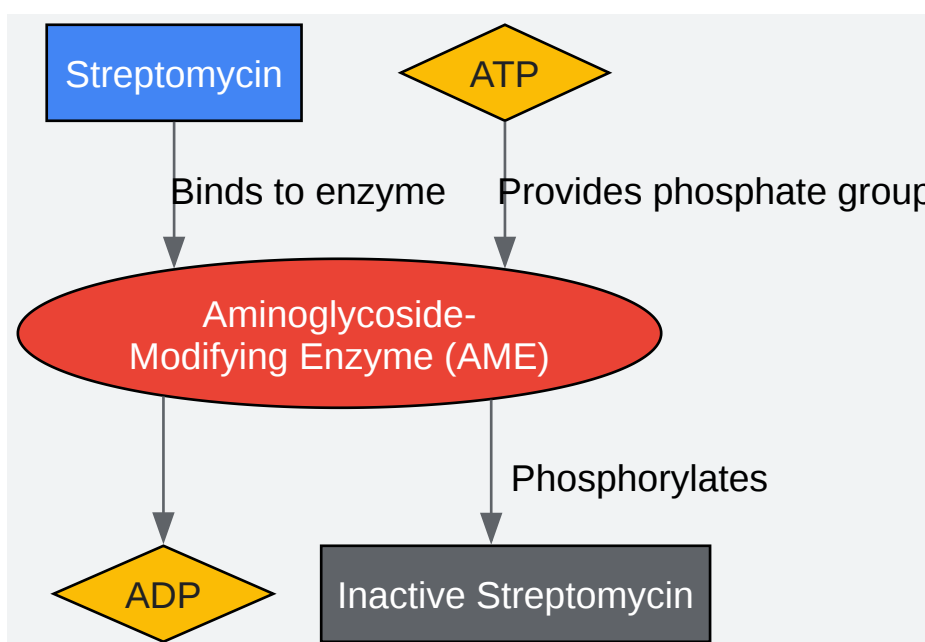 Streptomycin
ATP
Binds to enzyme
Provides phosphate group
Aminoglycoside-
Modifying Enzyme (AME)
Phosphorylates
ADP
Inactive Streptomycin